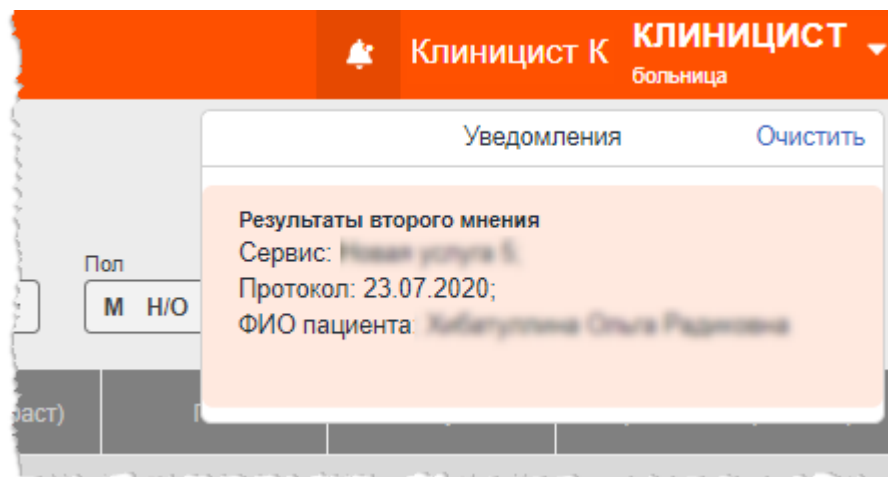 Клиницист К
КЛИНИЦИСТ
больница
Уведомления
Очистить
Результаты второго мнения
Сервис:
Протокол: 23.07.2020;
ФИО пациента:
Пол
М Н/О
раст)